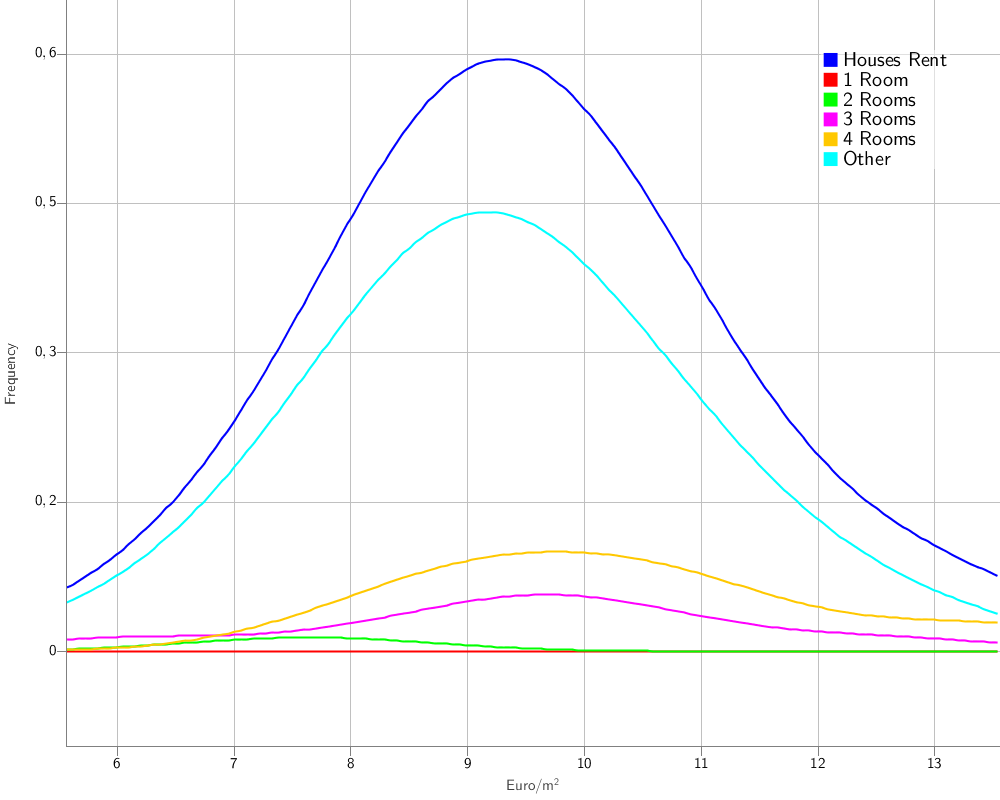 0,6
0,5
0,3
0,2
0
Frequency
Houses Rent
1 Room
2 Rooms
3 Rooms
4 Rooms
Other
6 7 8 9 10 11 12 13
Euro/m²